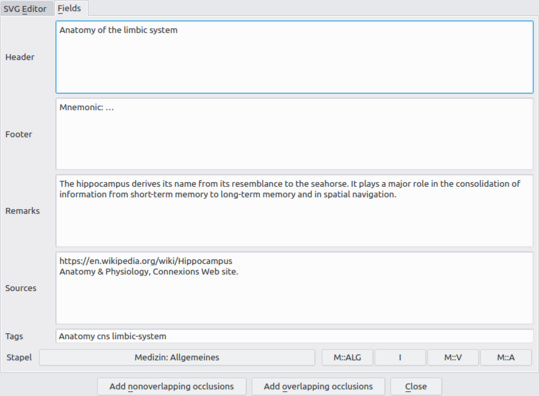 SVG Editor Fields
Header
Anatomy of the limbic system
Footer
Mnemonic: …
Remarks
The hippocampus derives its name from its resemblance to the seahorse. It plays a major role in the consolidation of
information from short-term memory to long-term memory and in spatial navigation.
Sources
https://en.wikipedia.org/wiki/Hippocampus
Anatomy & Physiology, Connexions Web site.
Tags Anatomy cns limbic-system
Stapel Medizin: Allgemeines M::ALG I M::V M::A
Add nonoverlapping occlusions Add overlapping occlusions Close